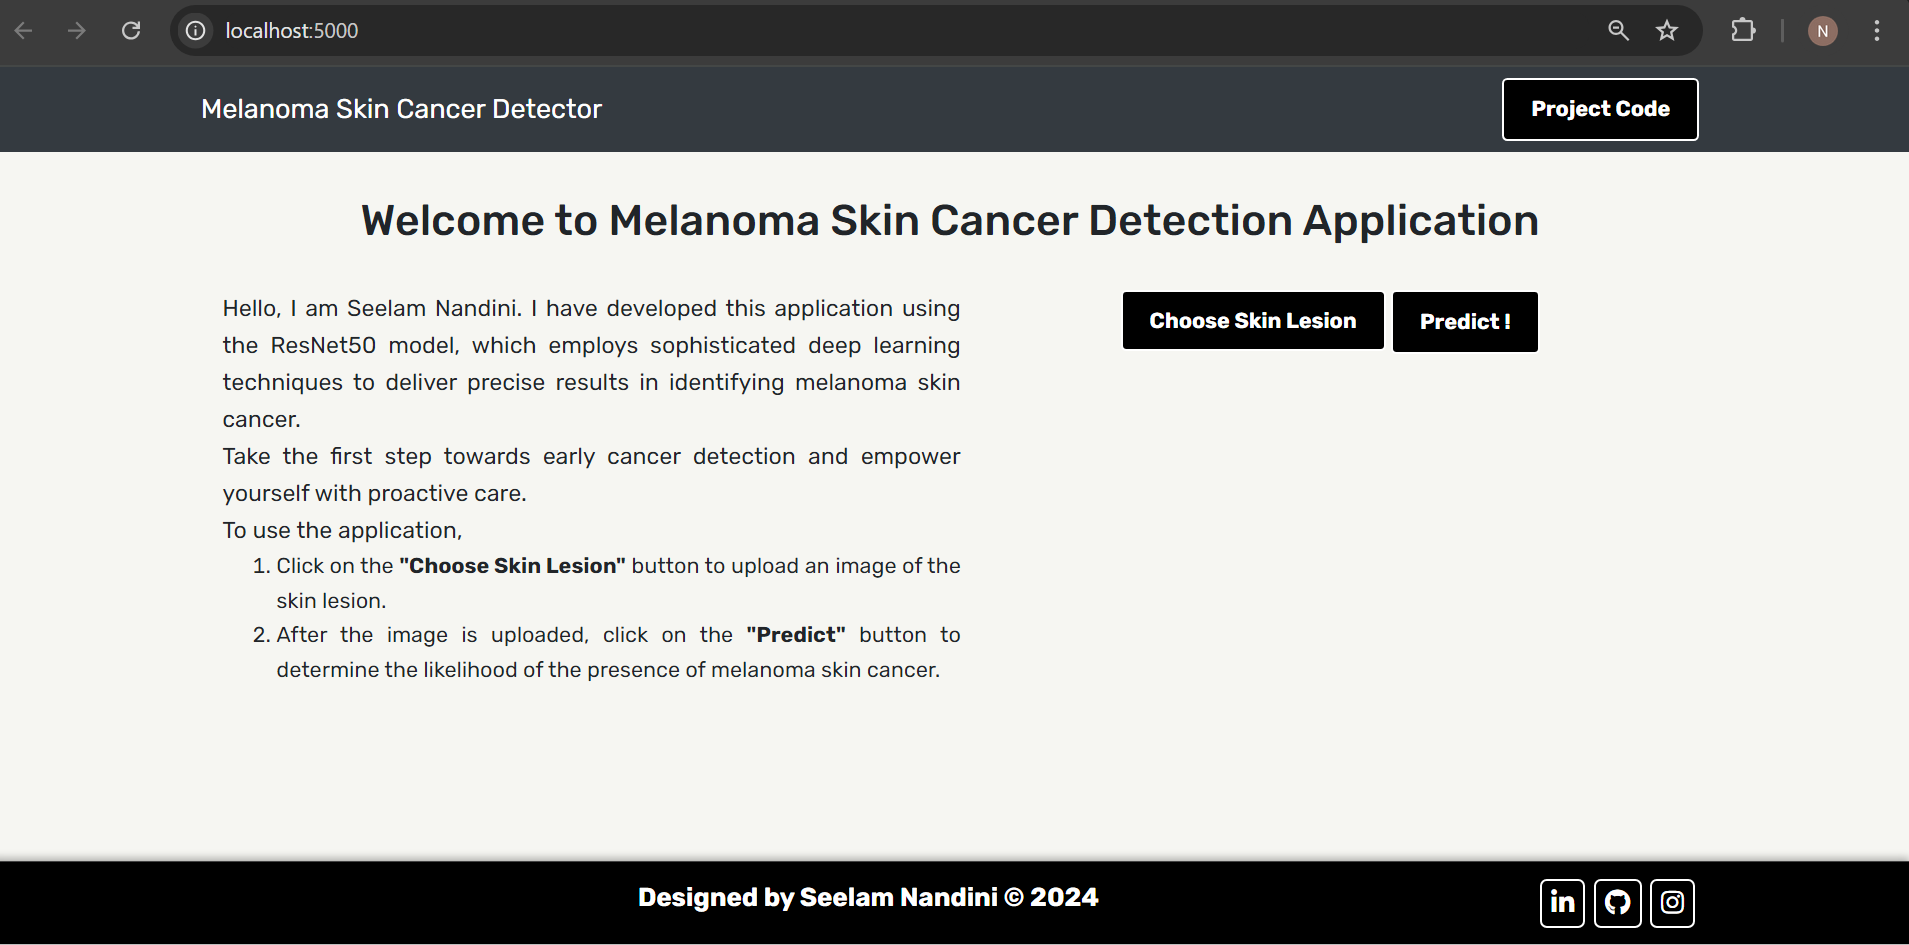 localhost:5000
N
Melanoma Skin Cancer Detector
Project Code
Welcome to Melanoma Skin Cancer Detection Application
Hello, I am Seelam Nandini. I have developed this application using
the ResNet50 model, which employs sophisticated deep learning
techniques to deliver precise results in identifying melanoma skin
cancer.
Take the first step towards early cancer detection and empower
yourself with proactive care.
To use the application,
1. Click on the "Choose Skin Lesion" button to upload an image of the
skin lesion.
2. After the image is uploaded, click on the "Predict" button to
determine the likelihood of the presence of melanoma skin cancer.
Choose Skin Lesion
Predict !
Designed by Seelam Nandini © 2024
in